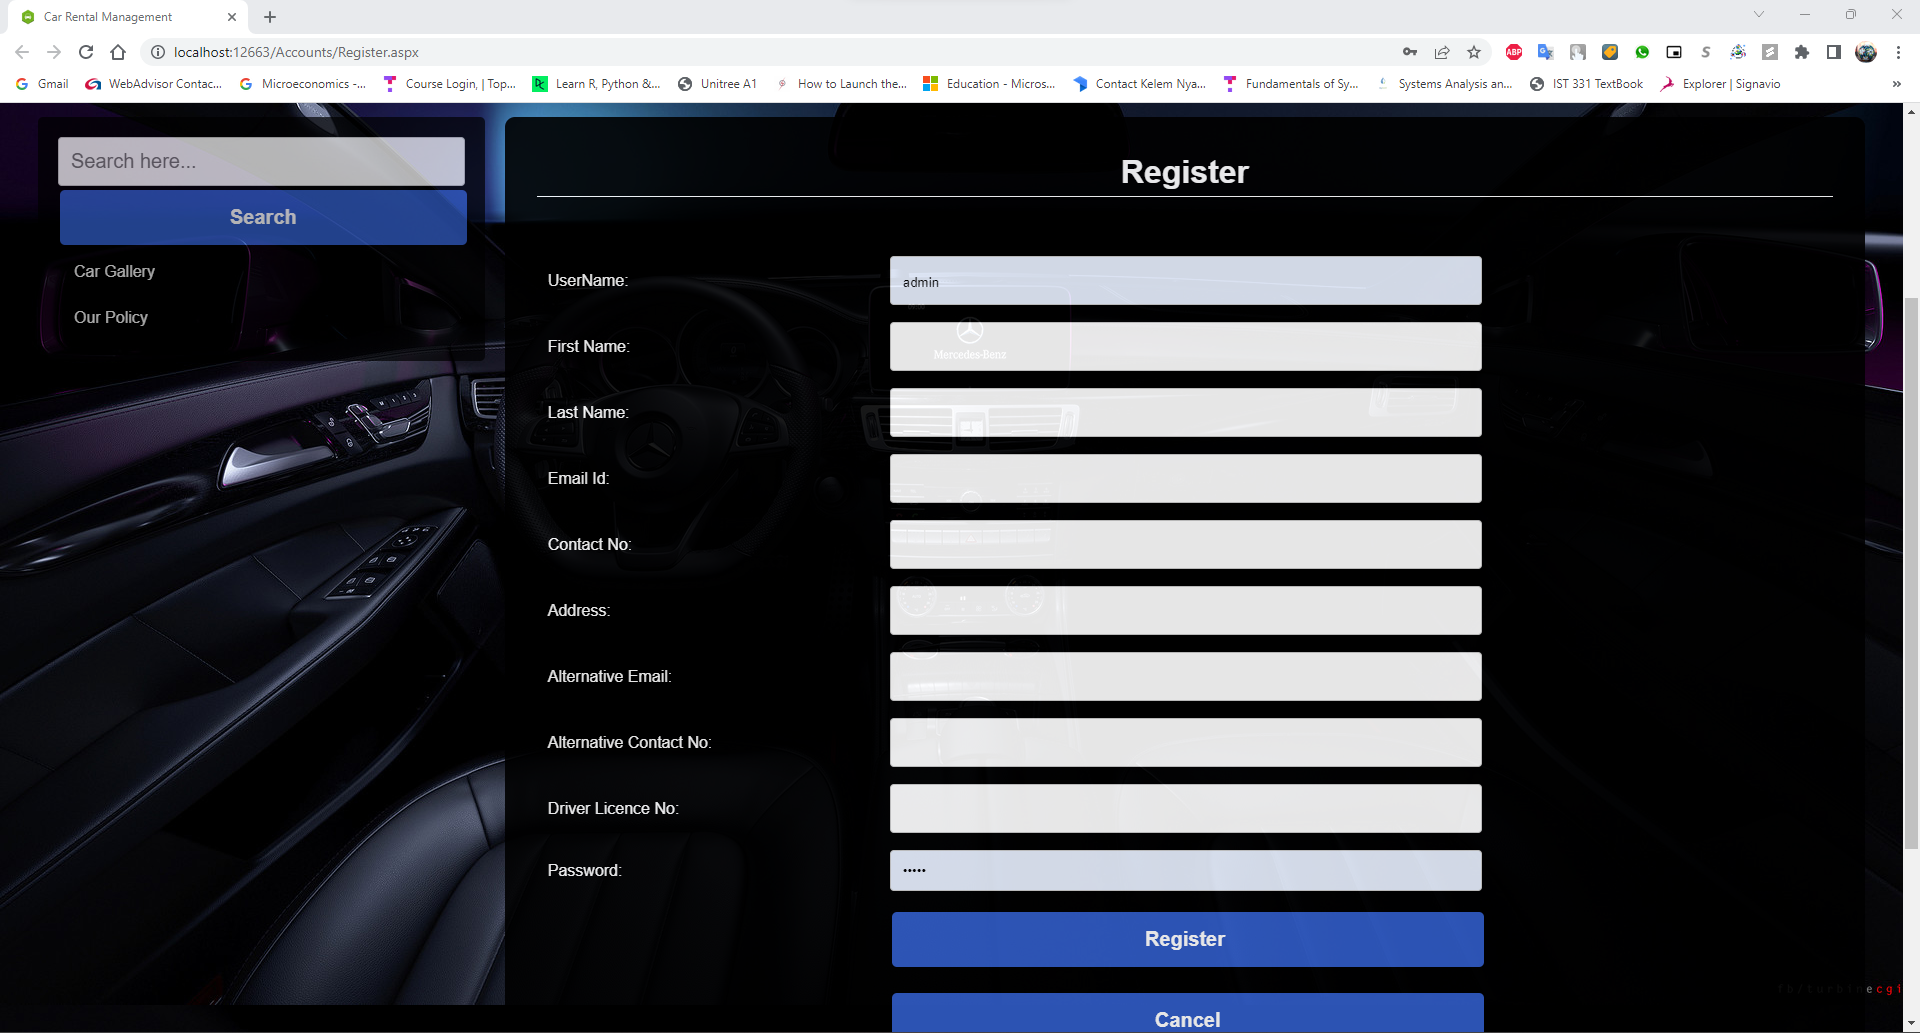 Car Rental Management
localhost:12663/Accounts/Register.aspx
ABP
Gmail
WebAdvisor Contac...
Microeconomics -...
Course Login, | Top...
Learn R, Python &...
Unitree A1
How to Launch the...
Education - Micros...
Contact Kelem Nya...
Fundamentals of Sy...
Systems Analysis an...
IST 331 TextBook
Explorer | Signavio
»
Search here...
Search
Car Gallery
Our Policy
Register
UserName:
admin
First Name:
Mercedes-Benz
Last Name:
Email Id:
Contact No:
Address:
Alternative Email:
Alternative Contact No:
Driver Licence No:
Password:
•••••
Register
Cancel